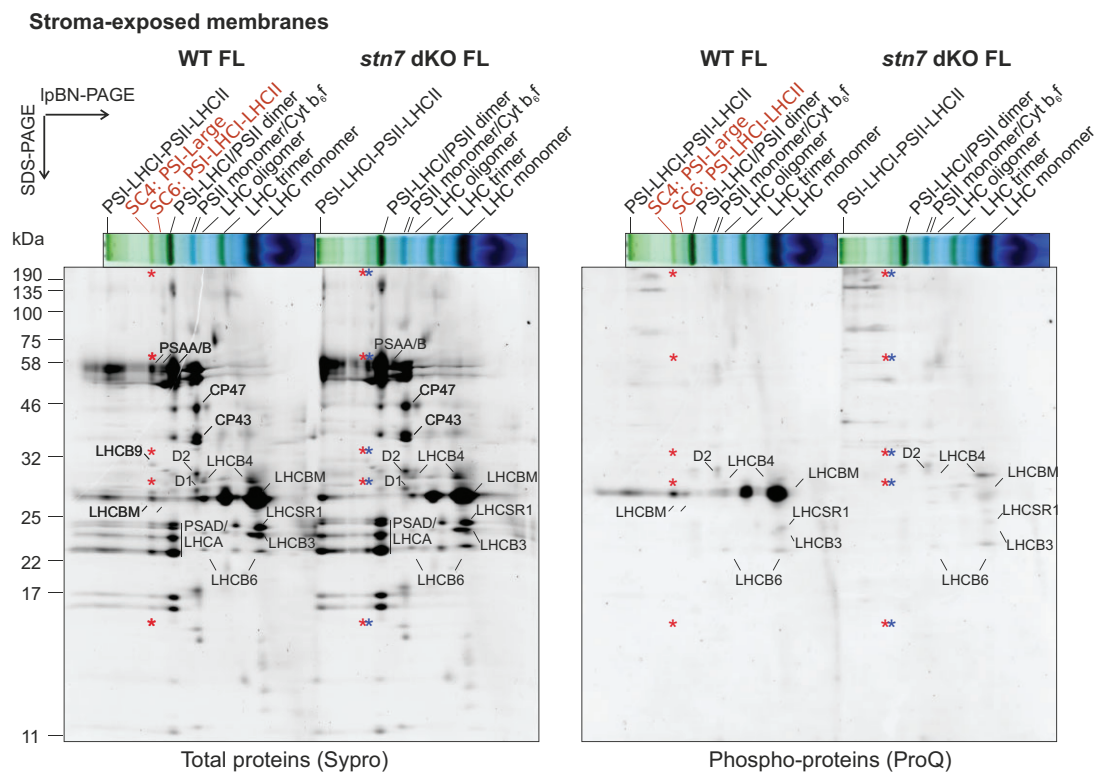 Stroma-exposed membranes
WT FL
stn7 dKO FL
WT FL
stn7 dKO FL
lpBN-PAGE
SDS-PAGE
PSI-LHCI-PSII-LHCII
SC4: PSI-Large
SC6: PSI-LHCI-LHCII
PSI-LHCI/PSII dimer
PSII monomer/Cyt b6f
LHC oligomer
LHC trimer
LHC monomer
PSI-LHCI-PSII-LHCII
PSI-LHCI/PSII dimer
PSII monomer/Cyt b6f
LHC oligomer
LHC trimer
LHC monomer
PSI-LHCI-PSII-LHCII
SC4: PSI-Large
SC6: PSI-LHCI-LHCII
PSI-LHCI/PSII dimer
PSII monomer/Cyt b6f
LHC oligomer
LHC trimer
LHC monomer
PSI-LHCI-PSII-LHCII
PSI-LHCI/PSII dimer
PSII monomer/Cyt b6f
LHC oligomer
LHC trimer
LHC monomer
kDa
190
135
100
75
58
46
32
25
22
17
11
*
* PSAA/B
CP47
CP43
LHCB9 *
D2
LHCB4
D1
*
LHCBM
LHCBM
LHCSR1
PSAD/
LHCA
LHCB3
LHCB6
*
**
** PSAA/B
CP47
CP43
**
D2
LHCB4
D1
**
LHCBM
LHCSR1
PSAD/
LHCA
LHCB3
LHCB6
**
*
*
*
D2
LHCB4
*
LHCBM
LHCBM
LHCSR1
LHCB3
LHCB6
*
**
**
**
D2
LHCB4
**
LHCBM
LHCSR1
LHCB3
LHCB6
**
Total proteins (Sypro)
Phospho-proteins (ProQ)